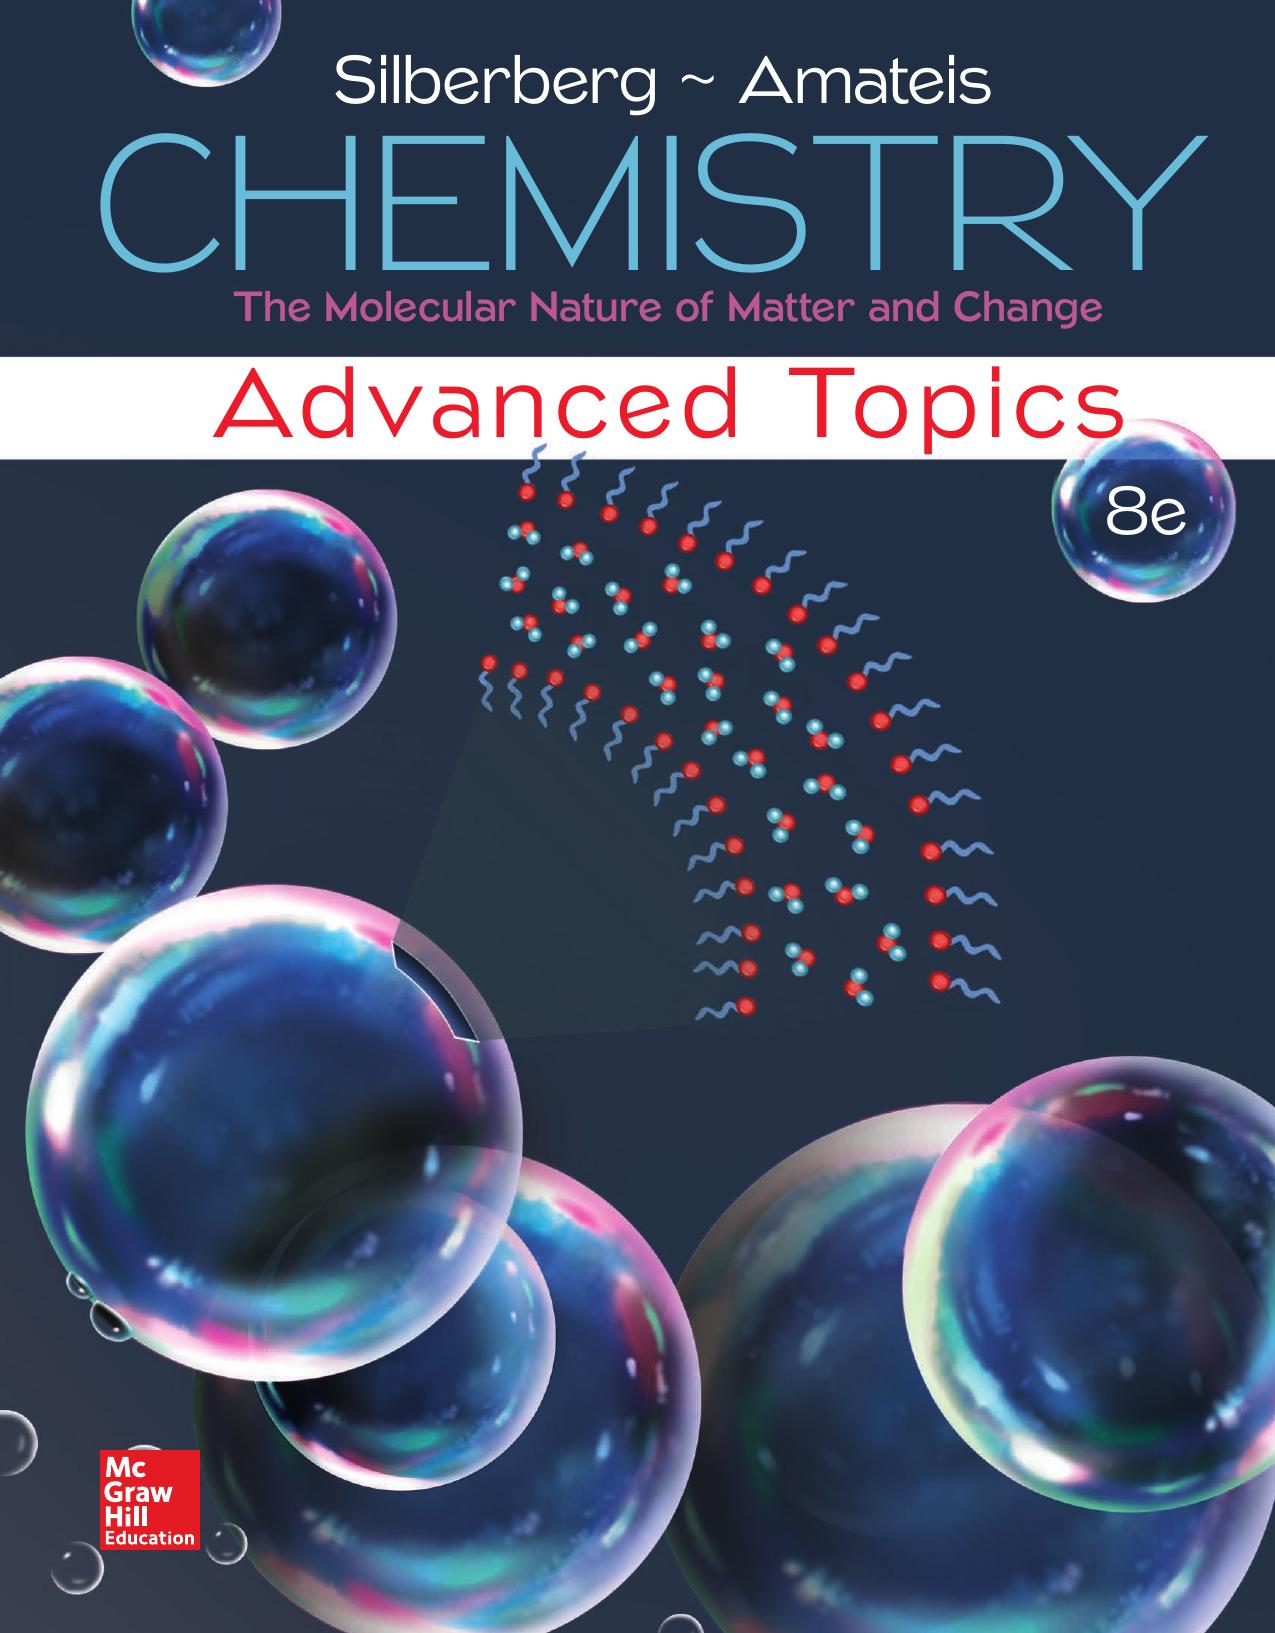 Silberberg ~ Amateis
CHEMISTRY
The Molecular Nature of Matter and Change
Advanced Topics
8e
Mc
Graw
Hill
Education